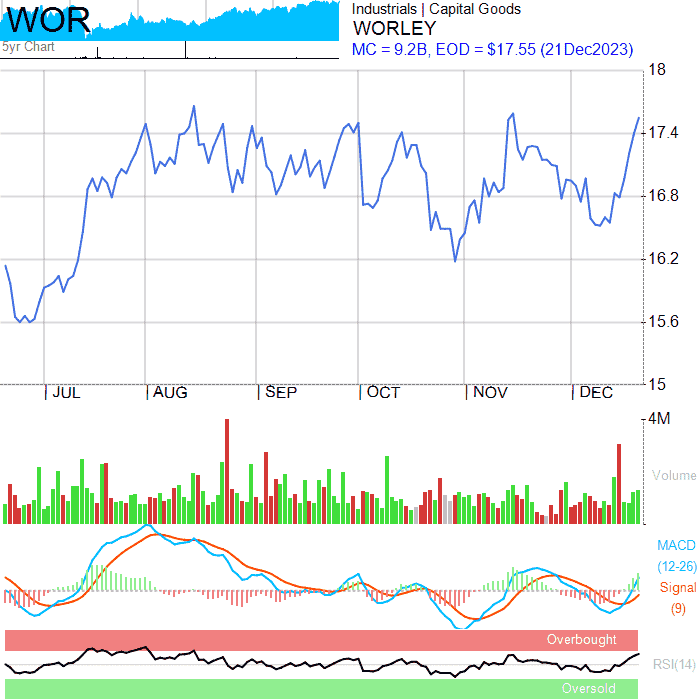 WOR
5yr Chart
Industrials | Capital Goods
WORLEY
MC = 9.2B, EOD = $17.55 (21Dec2023)
18
17.4
16.8
16.2
15.6
15
JUL AUG SEP OCT NOV DEC
4M
Volume
MACD
(12-26)
Signal
(9)
Overbought
RSI(14)
Oversold